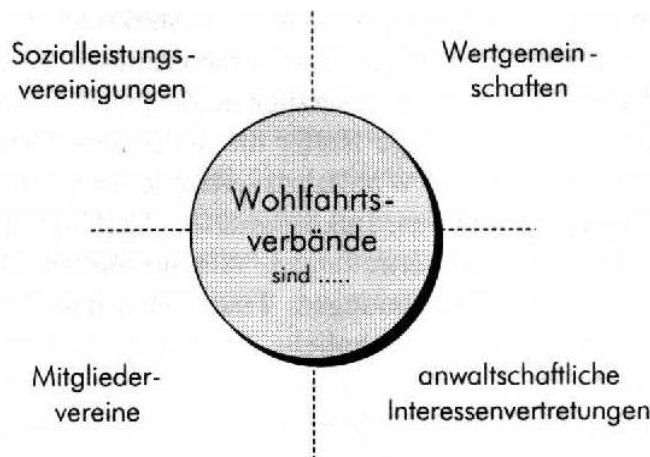 Sozialleistungs-
vereinigungen
Wertgemein-
schaften
Wohlfahrts-
verbände
sind .....
Mitglieder-
vereine
anwaltschaftliche
Interessenvertretungen